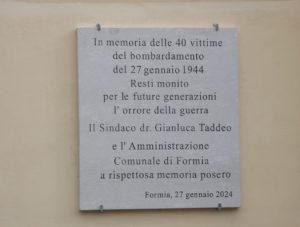 In memoria delle 40 vittime
del bombardamento
del 27 gennaio 1944
Resti monito
per le future generazioni
l' orrore della guerra
Il Sindaco dr. Gianluca Taddeo
e l' Amministrazione
Comunale di Formia
a rispettosa memoria posero
Formia, 27 gennaio 2024